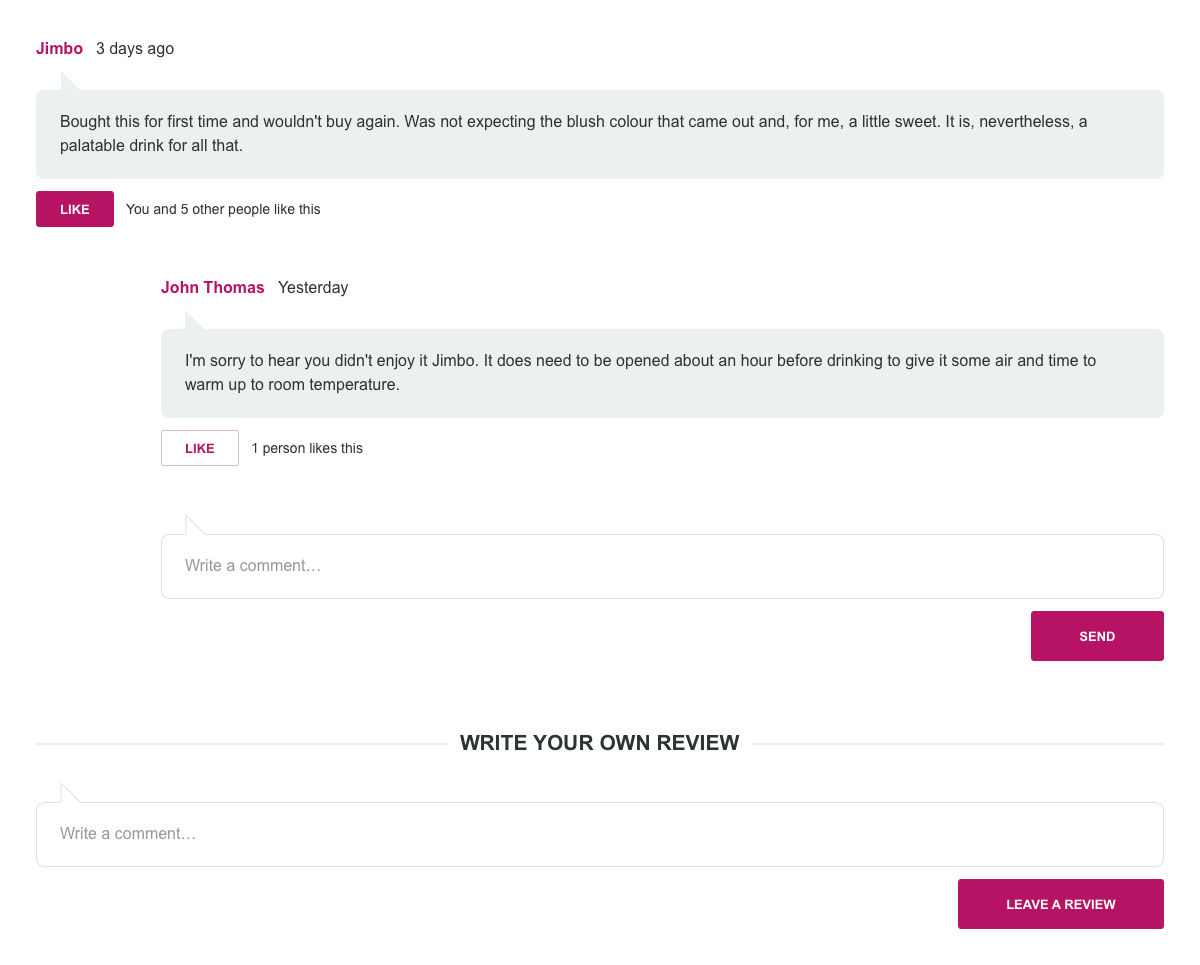 Jimbo 3 days ago
Bought this for first time and wouldn't buy again. Was not expecting the blush colour that came out and, for me, a little sweet. It is, nevertheless, a
palatable drink for all that.
LIKE You and 5 other people like this
John Thomas Yesterday
I'm sorry to hear you didn't enjoy it Jimbo. It does need to be opened about an hour before drinking to give it some air and time to
warm up to room temperature.
LIKE 1 person likes this
Write a comment…
SEND
WRITE YOUR OWN REVIEW
Write a comment…
LEAVE A REVIEW